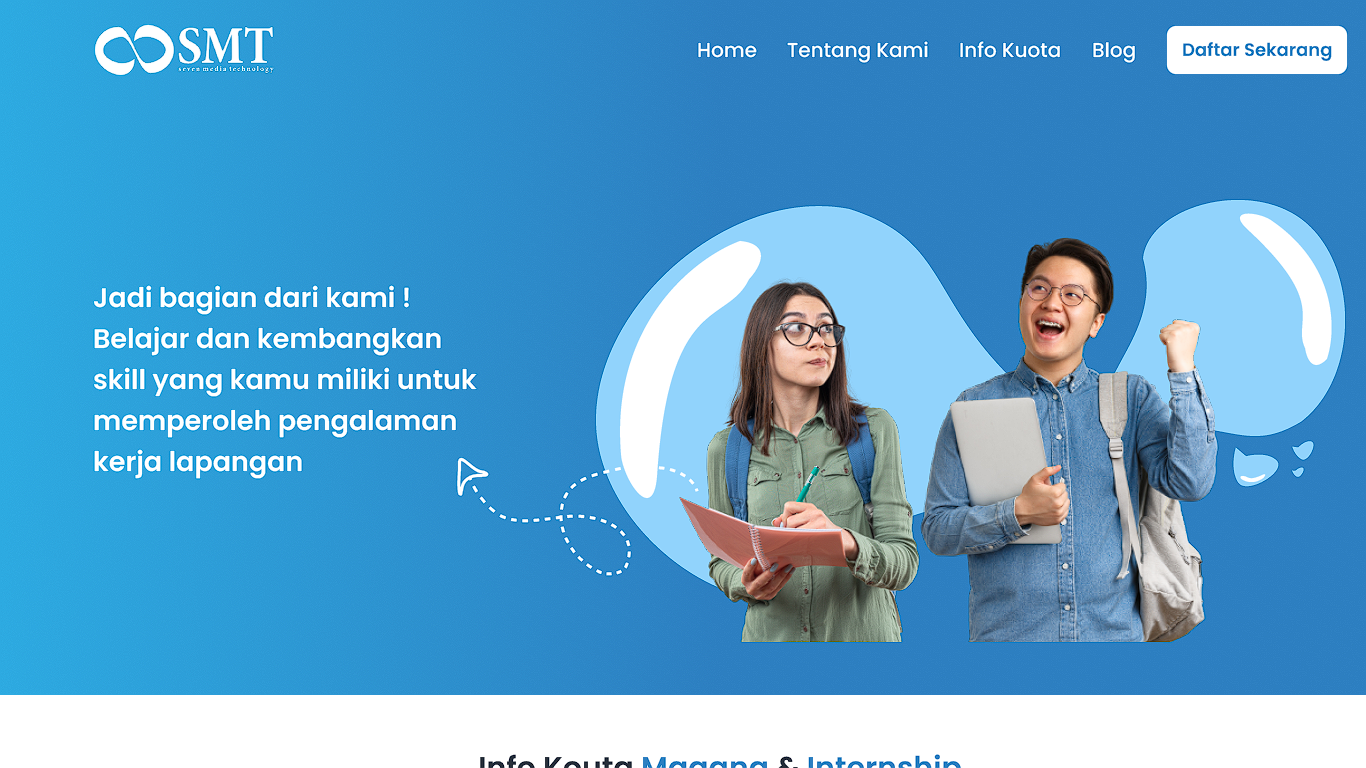 SMT
seven media technology
Home
Tentang Kami
Info Kuota
Blog
Daftar Sekarang
Jadi bagian dari kami !
Belajar dan kembangkan
skill yang kamu miliki untuk
memperoleh pengalaman
kerja lapangan
Info Kouta Magang & Internship